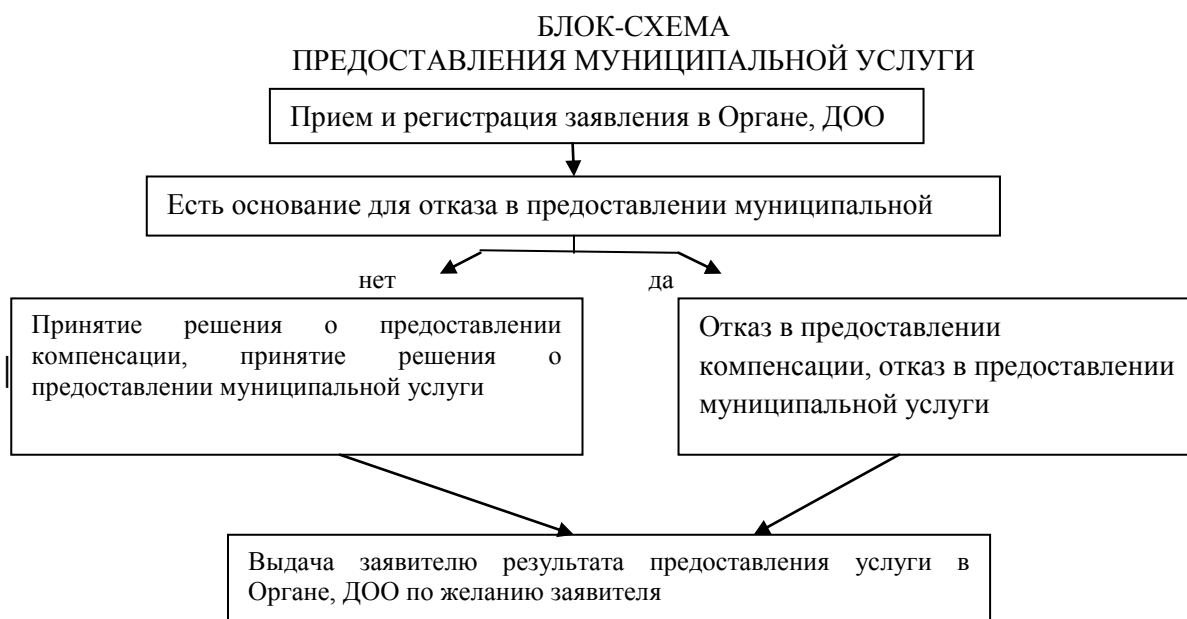 БЛОК-СХЕМА
ПРЕДОСТАВЛЕНИЯ МУНИЦИПАЛЬНОЙ УСЛУГИ
Прием и регистрация заявления в Органе, ДОО
Есть основание для отказа в предоставлении муниципальной
нет
да
Принятие решения о предоставлении
компенсации, принятие решения о
предоставлении муниципальной услуги
Отказ в предоставлении
компенсации, отказ в предоставлении
муниципальной услуги
Выдача заявителю результата предоставления услуги в
Органе, ДОО по желанию заявителя